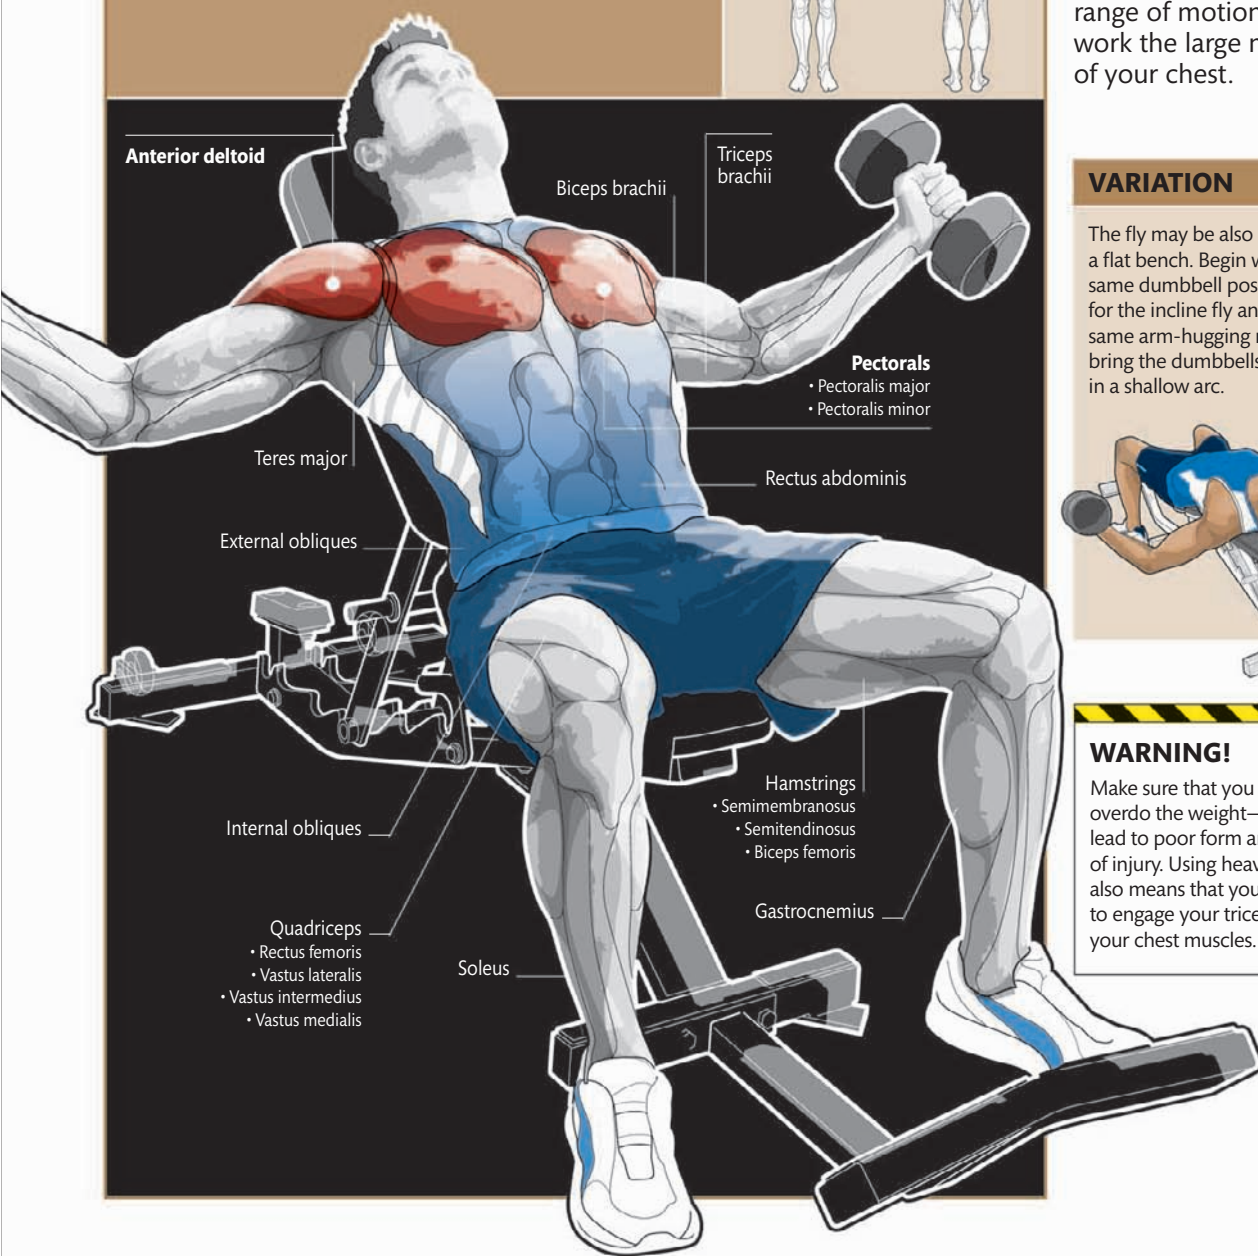 range of motion
work the large
of your chest.
Anterior deltoid
Biceps brachii
Triceps
brachii
Pectorals
• Pectoralis major
• Pectoralis minor
Teres major
Rectus abdominis
External obliques
Internal obliques
Hamstrings
• Semimembranosus
• Semitendinosus
• Biceps femoris
Quadriceps
• Rectus femoris
• Vastus lateralis
• Vastus intermedius
• Vastus medialis
Gastrocnemius
Soleus
VARIATION
The fly may be also
a flat bench. Begin
same dumbbell pos
for the incline fly an
same arm-hugging
bring the dumbbells
in a shallow arc.
WARNING!
Make sure that you
overdo the weight—
lead to poor form a
of injury. Using heav
also means that you
to engage your trice
your chest muscles.